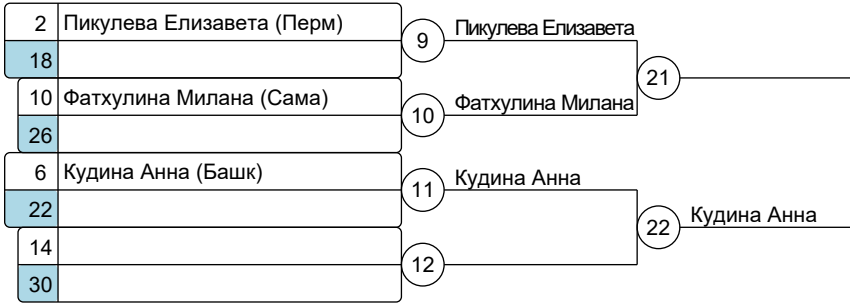 2 Пикулева Елизавета (Перм)
9 Пикулева Елизавета
18
21
10 Фатхулина Милана (Сама)
10 Фатхулина Милана
26
6 Кудина Анна (Башк)
11 Кудина Анна
22
22 Кудина Анна
14
12
30